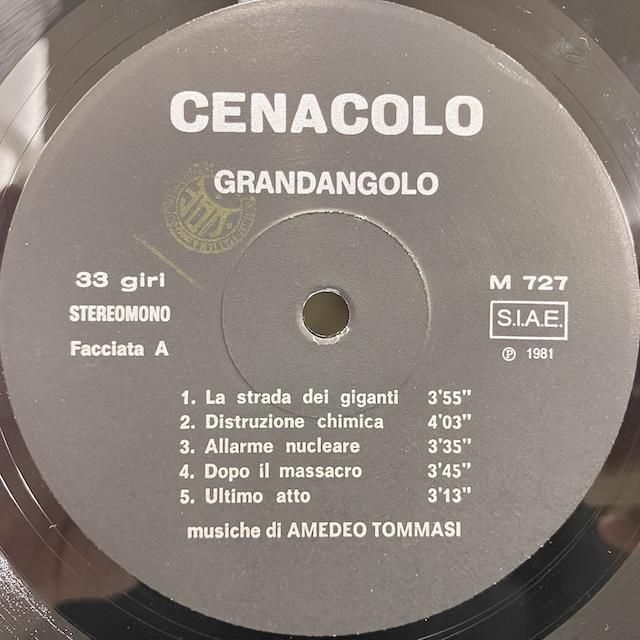 CENACOLO
GRANDANGOLO
33 giri
STEREOMONO
Facciata A
M 727
S.I.A.E.
℗ 1981
1. La strada dei giganti 3'55"
2. Distruzione chimica 4'03"
3. Allarme nucleare 3'35"
4. Dopo il massacro 3'45"
5. Ultimo atto 3'13"
musiche di AMEDEO TOMMASI